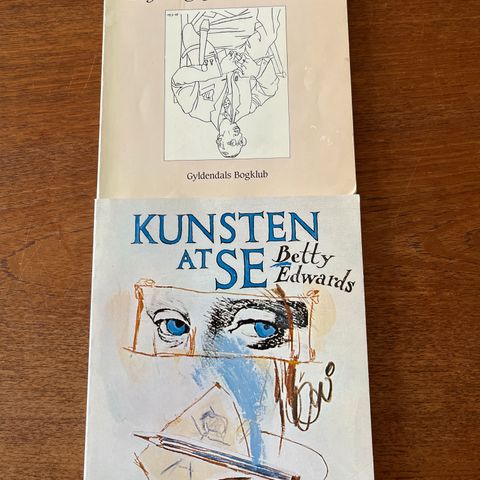 Gyldendals Bogklub
KUNSTEN
AT SE
Betty
Edwards